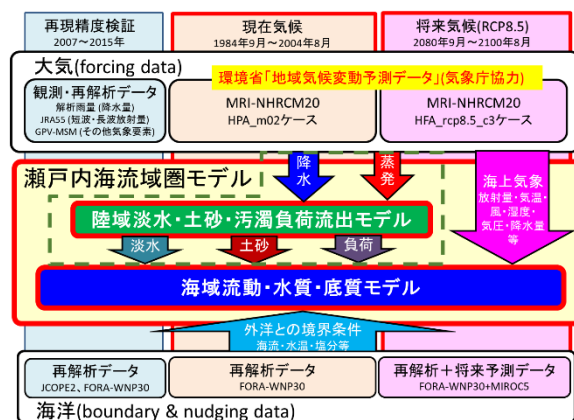 再現精度検証
2007~2015年
現在気候
1984年9月~2004年8月
将来気候(RCP8.5)
2080年9月~2100年8月
大気(forcing data)
環境省「地域気候変動予測データ」(気象庁協力)
観測・再解析データ
解析雨量 (降水量)
JRA55 (短波・長波放射量)
GPV-MSM (その他気象要素)
MRI-NHRCM20
HPA_m02ケース
MRI-NHRCM20
HFA_rcp8.5_c3ケース
瀬戸内海流域圏モデル
降水
蒸発
海上気象
放射量・気温・
風・湿度・
気圧・降水量
等
陸域淡水・土砂・汚濁負荷流出モデル
淡水
土砂
負荷
海域流動・水質・底質モデル
外洋との境界条件
海流・水温・塩分等
再解析データ
JCOPE2、FORA-WNP30
再解析データ
FORA-WNP30
再解析+将来予測データ
FORA-WNP30+MIROC5
海洋(boundary & nudging data)